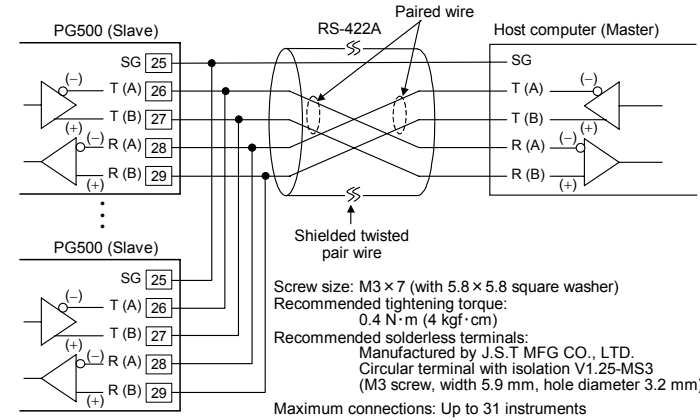 Paired wire
PG500 (Slave)
RS-422A
Host computer (Master)
SG 25
SG
(−) T (A) 26
T (A) (−)
T (B) 27
T (B)
(+)
(+)
(−) R (A) 28
R (A) (−)
R (B) 29
R (B)
(+)
(+)
Shielded twisted
pair wire
PG500 (Slave)
SG 25
(−) T (A) 26
T (B) 27
(+)
(−) R (A) 28
R (B) 29
(+)
Screw size: M3 × 7 (with 5.8 × 5.8 square washer)
Recommended tightening torque:
0.4 N·m (4 kgf·cm)
Recommended solderless terminals:
Manufactured by J.S.T MFG CO., LTD.
Circular terminal with isolation V1.25-MS3
(M3 screw, width 5.9 mm, hole diameter 3.2 mm)
Maximum connections: Up to 31 instruments